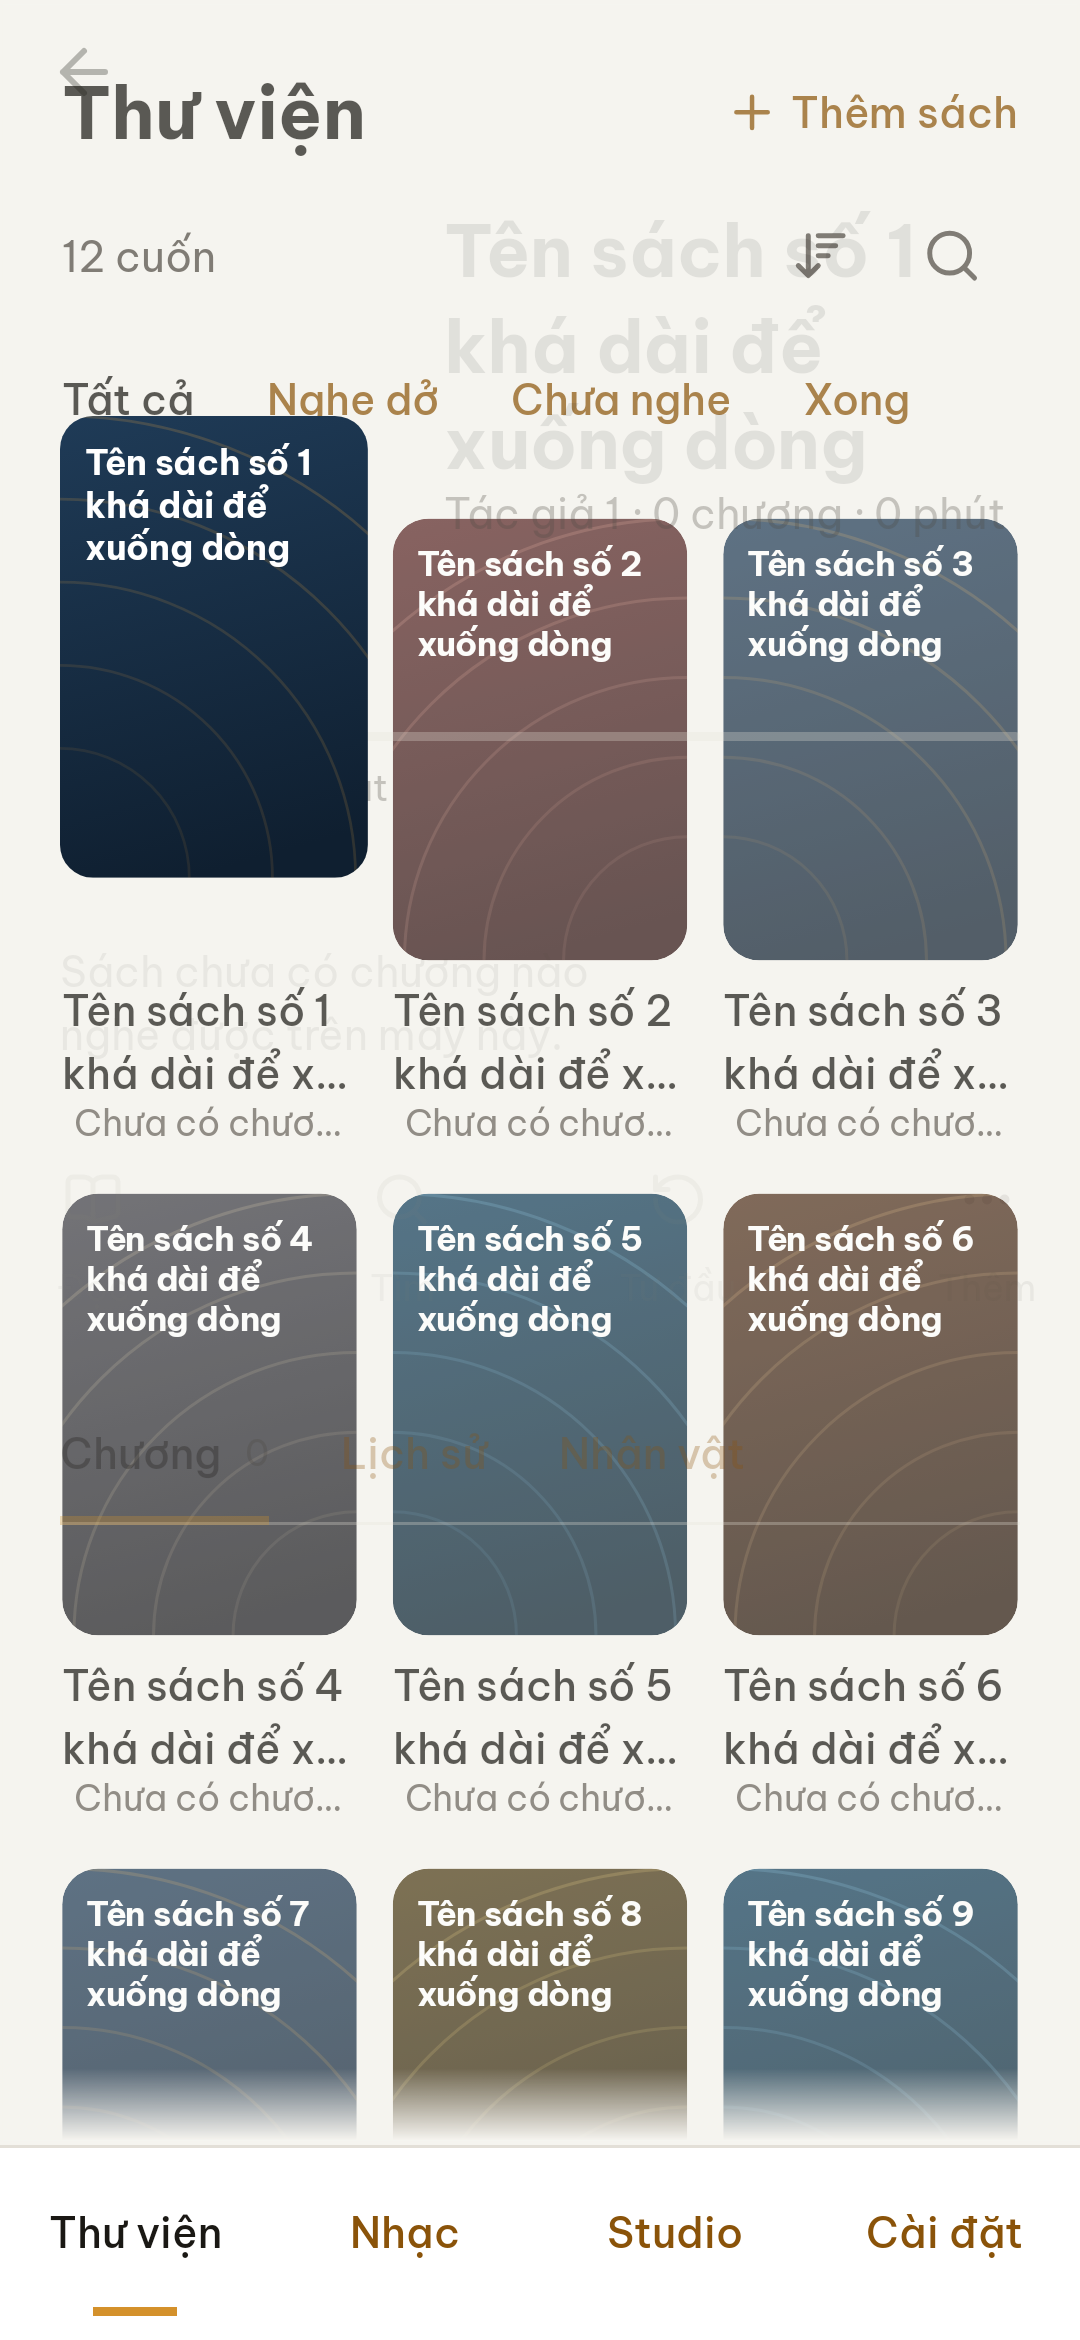 Thư viện
+ Thêm sách
12 cuốn
Tên sách số 1
khá dài để
xuống dòng
Tác giả 1 · 0 chương · 0 phút
Tất cả
Nghe dở
Chưa nghe
Xong
Tên sách số 1
khá dài để
xuống dòng
Tên sách số 2
khá dài để
xuống dòng
Tên sách số 3
khá dài để
xuống dòng
Sách chưa có chương nào
nghe được trên máy này.
Tên sách số 1
khá dài để x...
Chưa có chươ...
Tên sách số 2
khá dài để x...
Chưa có chươ...
Tên sách số 3
khá dài để x...
Chưa có chươ...
Tên sách số 4
khá dài để
xuống dòng
Tên sách số 5
khá dài để
xuống dòng
Tên sách số 6
khá dài để
xuống dòng
Chương 0
Lịch sử
Nhân vật
Tên sách số 4
khá dài để x...
Chưa có chươ...
Tên sách số 5
khá dài để x...
Chưa có chươ...
Tên sách số 6
khá dài để x...
Chưa có chươ...
Tên sách số 7
khá dài để
xuống dòng
Tên sách số 8
khá dài để
xuống dòng
Tên sách số 9
khá dài để
xuống dòng
Thư viện
Nhạc
Studio
Cài đặt